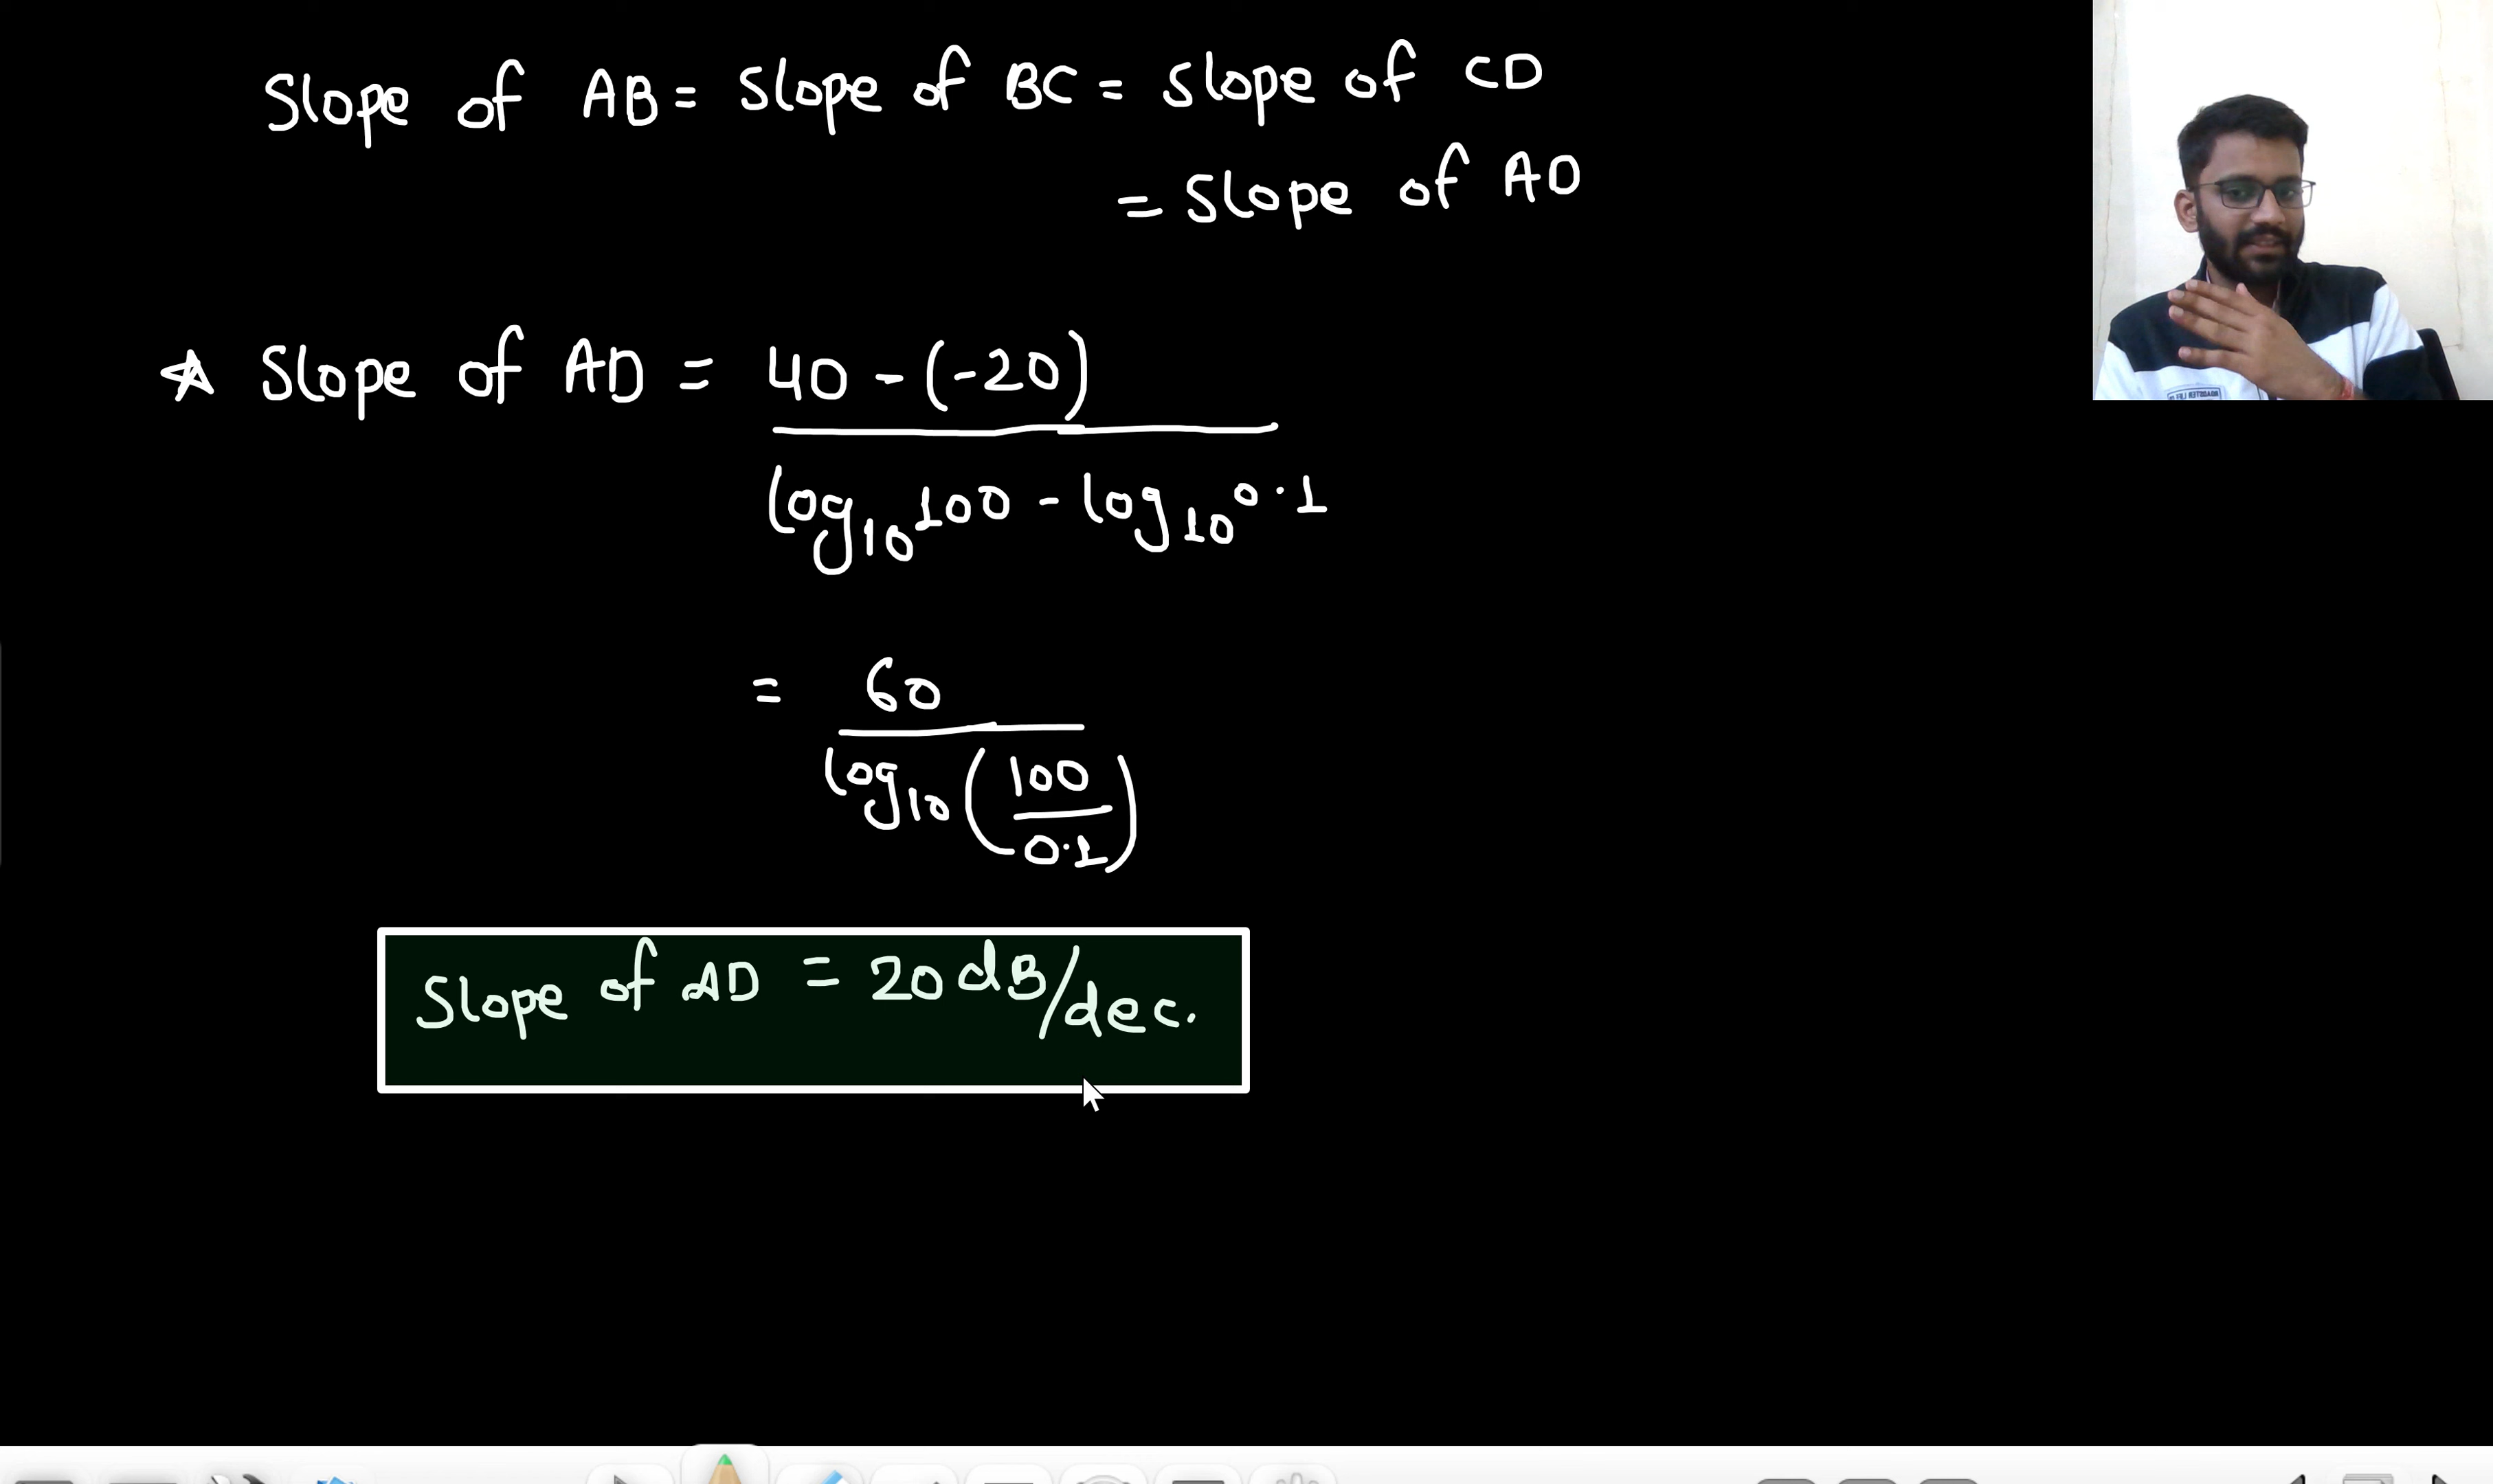 Slope of AB = Slope of BC = Slope of CD
= Slope of AD
☆ Slope of AD = 40 - (-20)
log₁₀ 100 - log₁₀ 0.1
= 60
log₁₀ (100
0.1)
Slope of AD = 20 dB/dec.